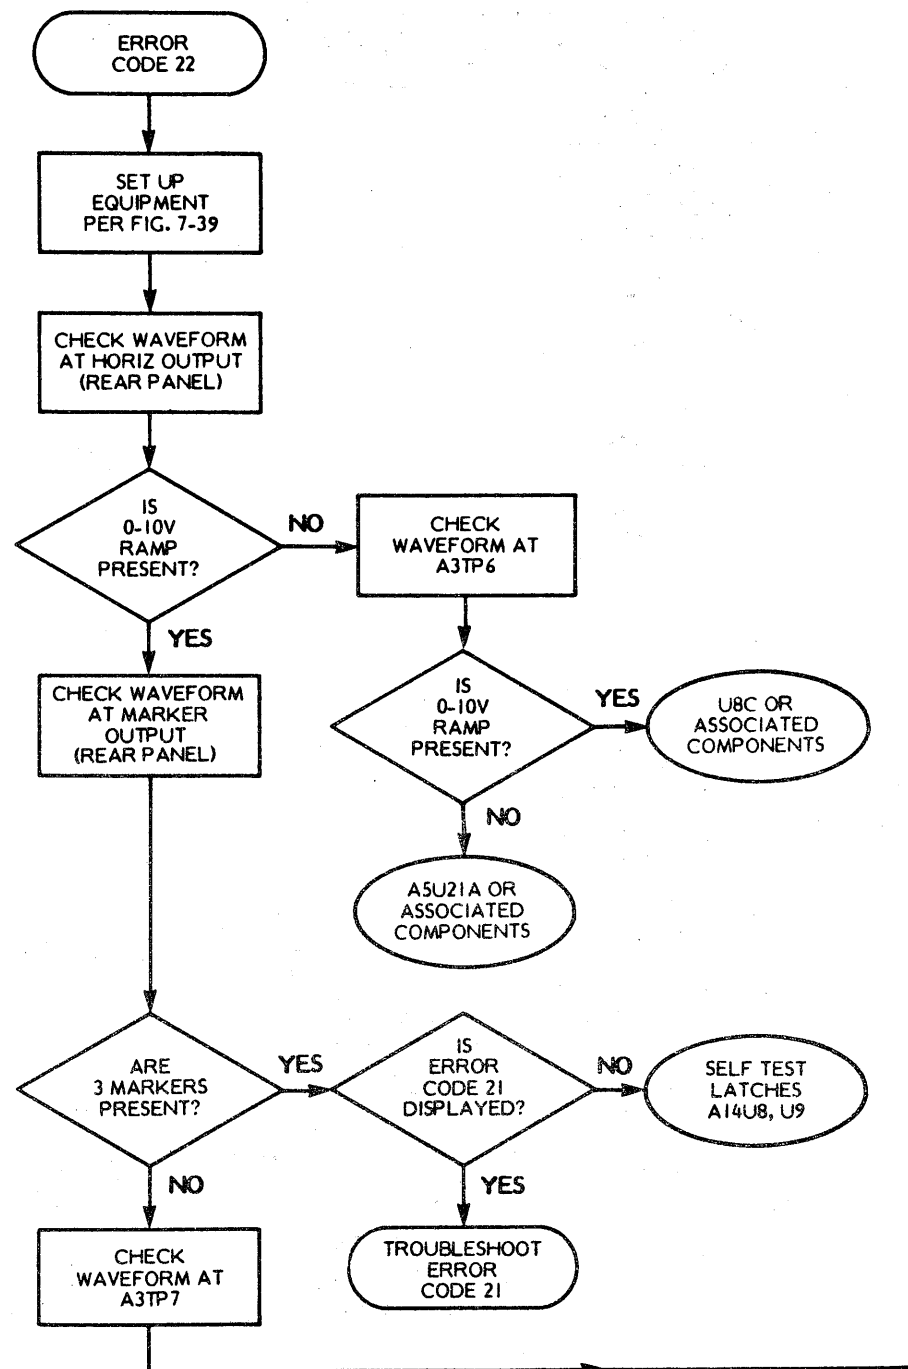 ERROR
CODE 22
SET UP
EQUIPMENT
PER FIG. 7-39
CHECK WAVEFORM
AT HORIZ OUTPUT
(REAR PANEL)
IS
0-10V
RAMP
PRESENT?
NO
CHECK
WAVEFORM AT
A3TP6
YES
CHECK WAVEFORM
AT MARKER
OUTPUT
(REAR PANEL)
IS
0-10V
RAMP
PRESENT?
YES
U8C OR
ASSOCIATED
COMPONENTS
NO
A5U21A OR
ASSOCIATED
COMPONENTS
ARE
3 MARKERS
PRESENT?
YES
IS
ERROR
CODE 21
DISPLAYED?
NO
SELF TEST
LATCHES
A14U8, U9
NO
CHECK
WAVEFORM AT
A3TP7
YES
TROUBLESHOOT
ERROR
CODE 21